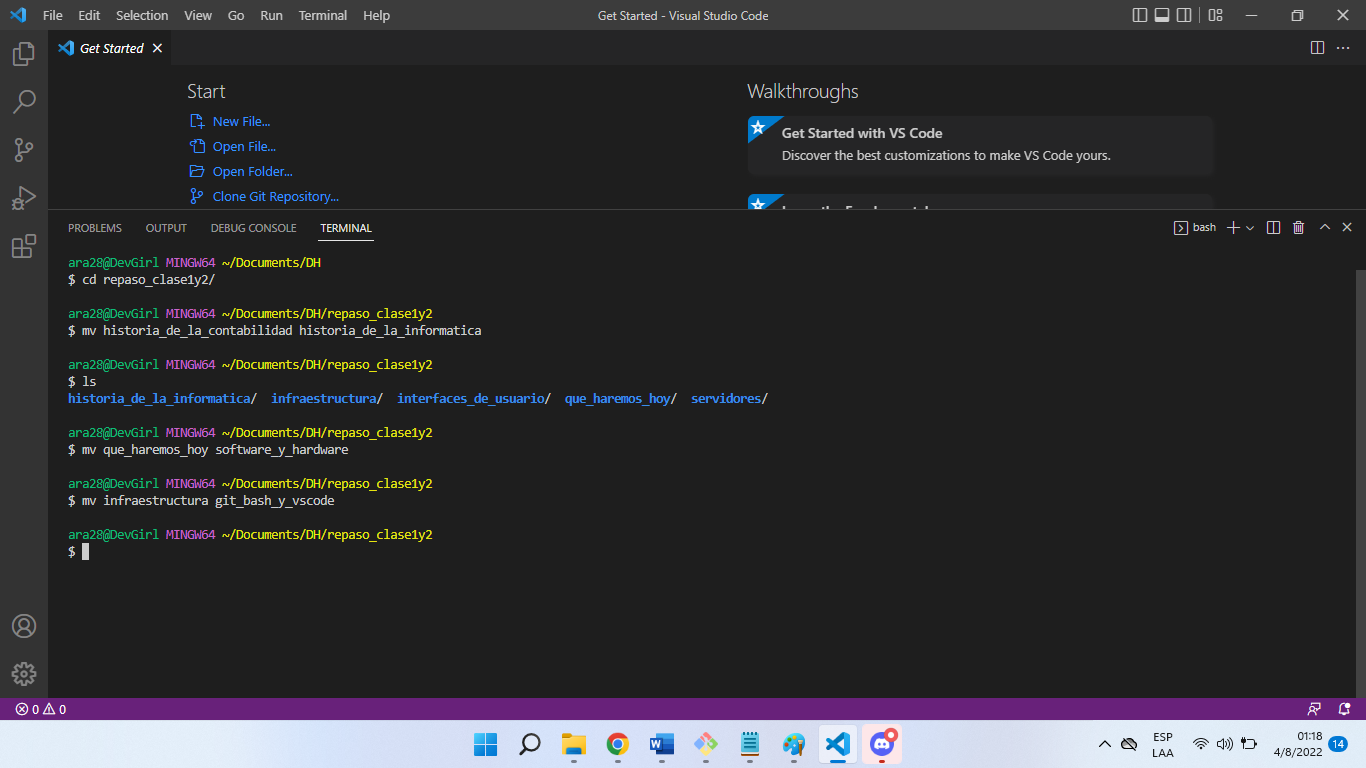 File Edit Selection View Go Run Terminal Help
Get Started - Visual Studio Code
Get Started
Start
New File...
Open File...
Open Folder...
Clone Git Repository...
Walkthroughs
Get Started with VS Code
Discover the best customizations to make VS Code yours.
PROBLEMS OUTPUT DEBUG CONSOLE TERMINAL
bash
ara28@DevGirl MINGW64 ~/Documents/DH
$ cd repaso_clase1y2/
ara28@DevGirl MINGW64 ~/Documents/DH/repaso_clase1y2
$ mv historia_de_la_contabilidad historia_de_la_informatica
ara28@DevGirl MINGW64 ~/Documents/DH/repaso_clase1y2
$ ls
historia_de_la_informatica/ infraestructura/ interfaces_de_usuario/ que_haremos_hoy/ servidores/
ara28@DevGirl MINGW64 ~/Documents/DH/repaso_clase1y2
$ mv que_haremos_hoy software_y_hardware
ara28@DevGirl MINGW64 ~/Documents/DH/repaso_clase1y2
$ mv infraestructura git_bash_y_vscode
ara28@DevGirl MINGW64 ~/Documents/DH/repaso_clase1y2
$
0 0
ESP
LAA
01:18
4/8/2022
14